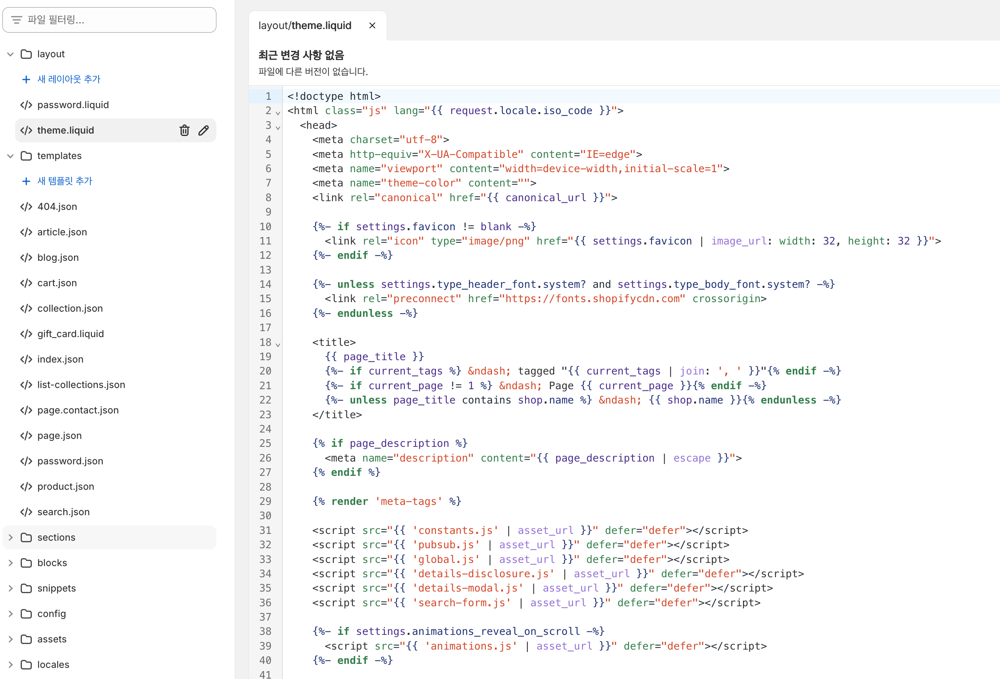 파일 필터링...
layout
새 레이아웃 추가
password.liquid
theme.liquid
templates
새 템플릿 추가
404.json
article.json
blog.json
cart.json
collection.json
gift_card.liquid
index.json
list-collections.json
page.contact.json
page.json
password.json
product.json
search.json
sections
blocks
snippets
config
assets
locales
layout/theme.liquid
최근 변경 사항 없음
파일에 다른 버전이 없습니다.
1 <!doctype html>
2 <html class="js" lang="{{ request.locale.iso_code }}">
3 <head>
4 <meta charset="utf-8">
5 <meta http-equiv="X-UA-Compatible" content="IE=edge">
6 <meta name="viewport" content="width=device-width,initial-scale=1">
7 <meta name="theme-color" content="">
8 <link rel="canonical" href="{{ canonical_url }}">
9
10 {%- if settings.favicon != blank -%}
11 <link rel="icon" type="image/png" href="{{ settings.favicon | image_url: width: 32, height: 32 }}">
12 {%- endif -%}
13
14 {%- unless settings.type_header_font.system? and settings.type_body_font.system? -%}
15 <link rel="preconnect" href="https://fonts.shopifycdn.com" crossorigin>
16 {%- endunless -%}
17
18 <title>
19 {{ page_title }}
20 {%- if current_tags %} &ndash; tagged "{{ current_tags | join: ', ' }}"{% endif -%}
21 {%- if current_page != 1 %} &ndash; Page {{ current_page }}{% endif -%}
22 {%- unless page_title contains shop.name %} &ndash; {{ shop.name }}{% endunless -%}
23 </title>
24
25 {% if page_description %}
26 <meta name="description" content="{{ page_description | escape }}">
27 {% endif %}
28
29 {% render 'meta-tags' %}
30
31 <script src="{{ 'constants.js' | asset_url }}" defer="defer"></script>
32 <script src="{{ 'pubsub.js' | asset_url }}" defer="defer"></script>
33 <script src="{{ 'global.js' | asset_url }}" defer="defer"></script>
34 <script src="{{ 'details-disclosure.js' | asset_url }}" defer="defer"></script>
35 <script src="{{ 'details-modal.js' | asset_url }}" defer="defer"></script>
36 <script src="{{ 'search-form.js' | asset_url }}" defer="defer"></script>
37
38 {%- if settings.animations_reveal_on_scroll -%}
39 <script src="{{ 'animations.js' | asset_url }}" defer="defer"></script>
40 {%- endif -%}
41